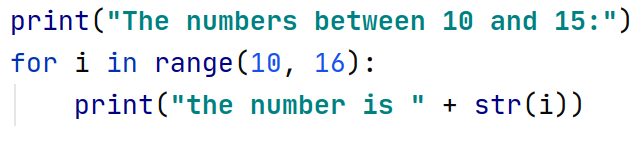 print("The numbers between 10 and 15:")
for i in range(10, 16):
    print("the number is " + str(i))